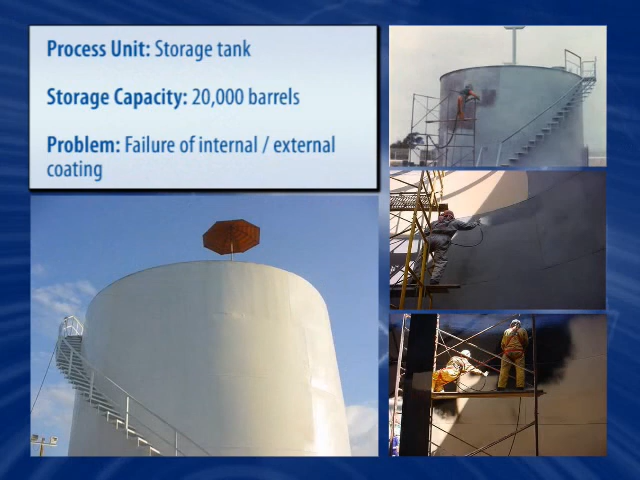 Process Unit: Storage tank
Storage Capacity: 20,000 barrels
Problem: Failure of internal / external
coating